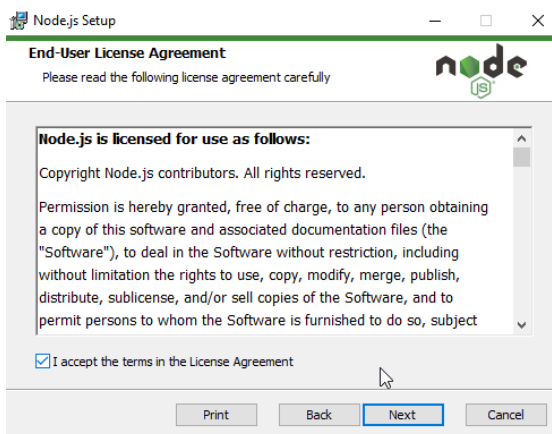 Node.js Setup
End-User License Agreement
Please read the following license agreement carefully
node
JS
Node.js is licensed for use as follows:
Copyright Node.js contributors. All rights reserved.
Permission is hereby granted, free of charge, to any person obtaining
a copy of this software and associated documentation files (the
"Software"), to deal in the Software without restriction, including
without limitation the rights to use, copy, modify, merge, publish,
distribute, sublicense, and/or sell copies of the Software, and to
permit persons to whom the Software is furnished to do so, subject
I accept the terms in the License Agreement
Print Back Next Cancel